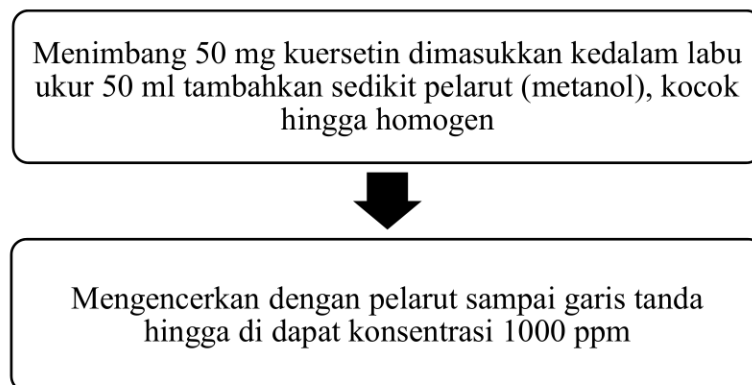 Menimbang 50 mg kuersetin dimasukkan kedalam labu
ukur 50 ml tambahkan sedikit pelarut (metanol), kocok
hingga homogen
Mengencerkan dengan pelarut sampai garis tanda
hingga di dapat konsentrasi 1000 ppm